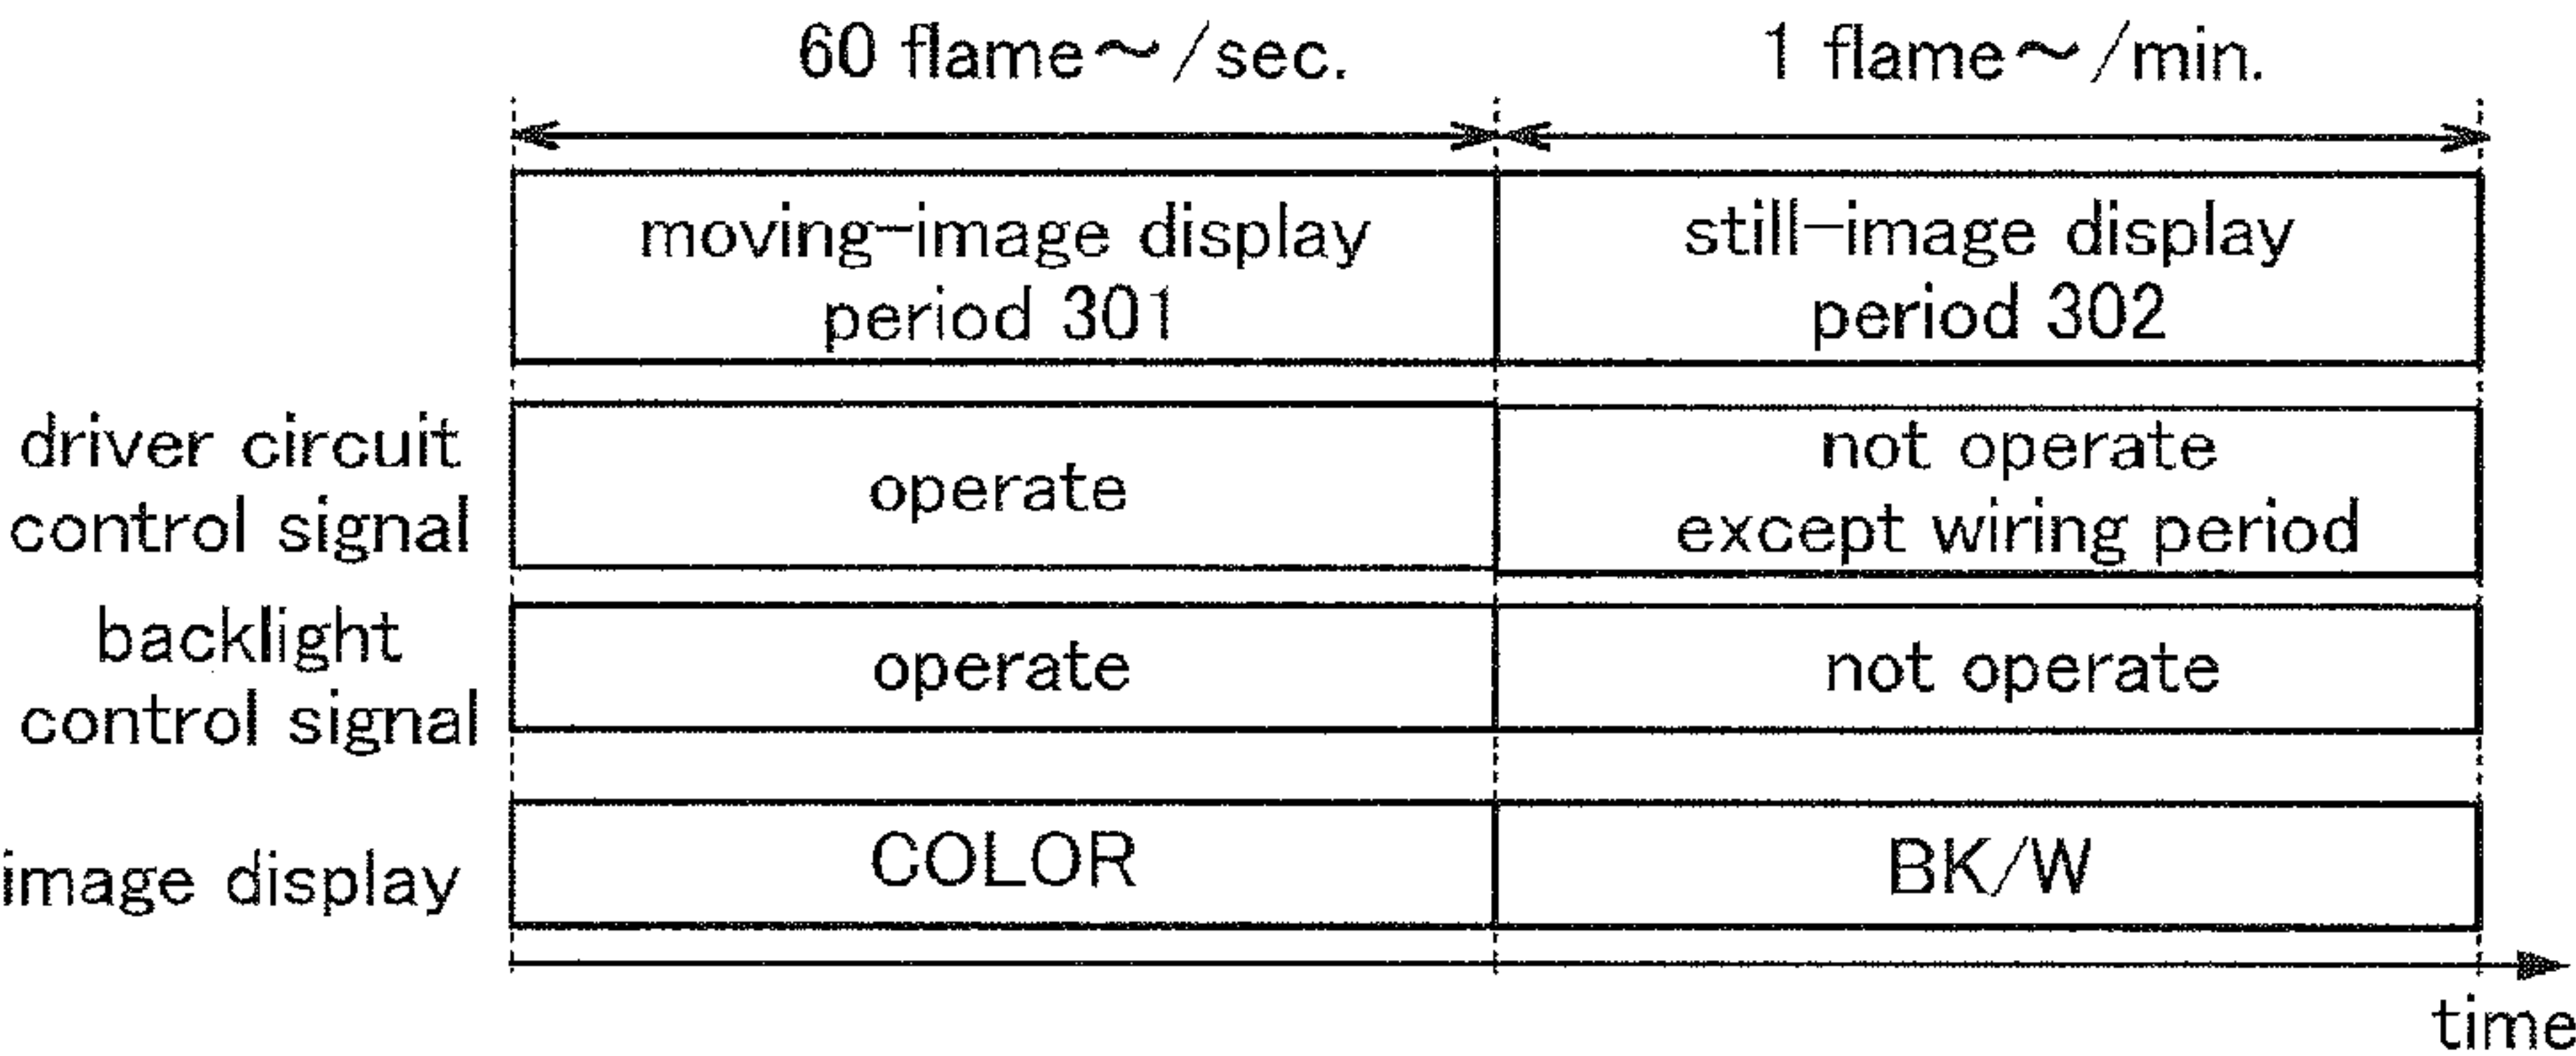 60 flame～/sec.
1 flame～/min.
moving-image display
period 301
still-image display
period 302
driver circuit
control signal
operate
not operate
except wiring period
backlight
control signal
operate
not operate
image display
COLOR
BK/W
time